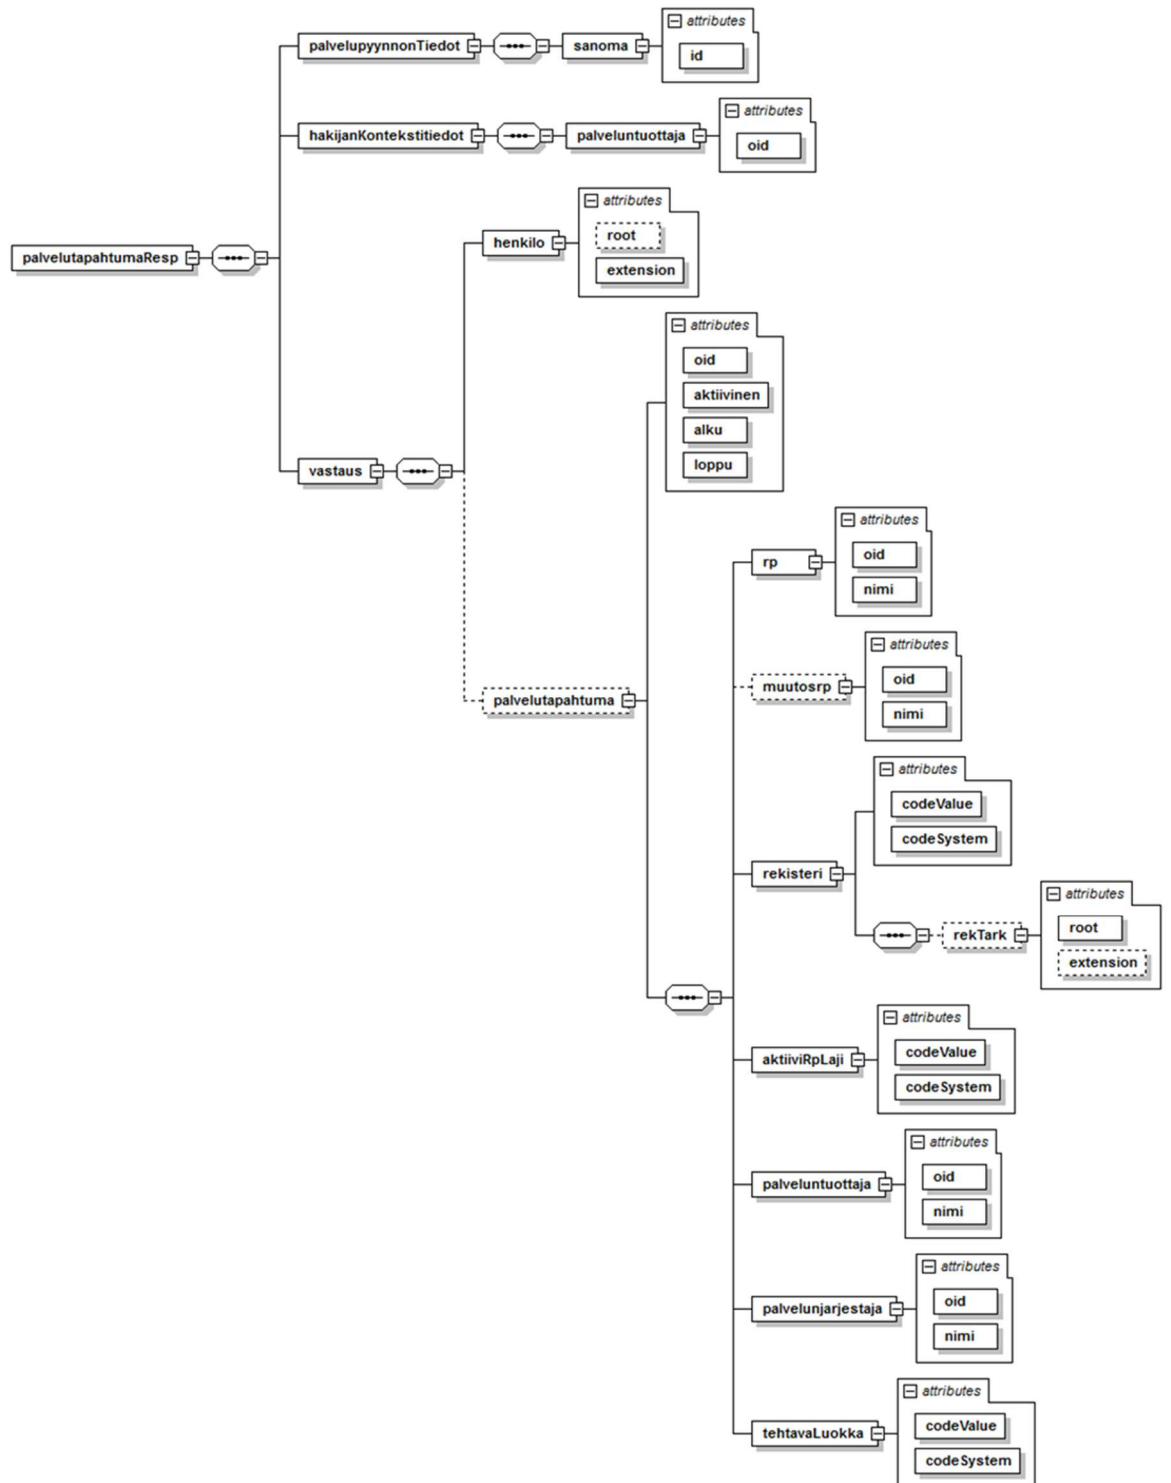 attributes
palvelupyynnonTiedot
sanoma
id
attributes
hakijanKontekstitiedot
palveluntuottaja
oid
attributes
root
henkilo
extension
palvelutapahtumaResp
attributes
oid
aktiivinen
alku
loppu
vastaus
attributes
oid
rp
nimi
attributes
oid
muutosrp
nimi
palvelutapahtuma
attributes
codeValue
codeSystem
rekisteri
attributes
root
rekTark
extension
attributes
codeValue
aktiiviRpLaji
codeSystem
attributes
oid
palveluntuottaja
nimi
attributes
oid
palvelunjarjestaja
nimi
attributes
codeValue
tehtavaLuokka
codeSystem